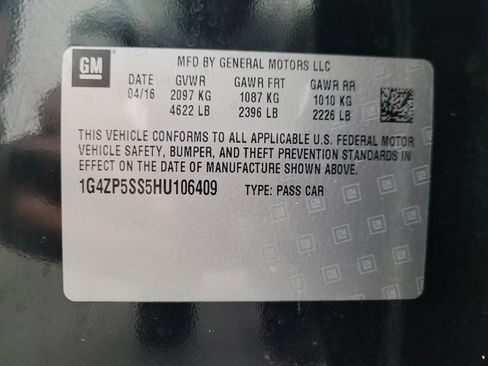 GM
MFD BY GENERAL MOTORS LLC
DATE GVWR GAWR FRT GAWR RR
04/16 2097 KG 1087 KG 1010 KG
4622 LB 2396 LB 2226 LB
THIS VEHICLE CONFORMS TO ALL APPLICABLE U.S. FEDERAL MOTOR
VEHICLE SAFETY, BUMPER, AND THEFT PREVENTION STANDARDS IN
EFFECT ON THE DATE OF MANUFACTURE SHOWN ABOVE.
1G4ZP5SS5HU106409 TYPE: PASS CAR